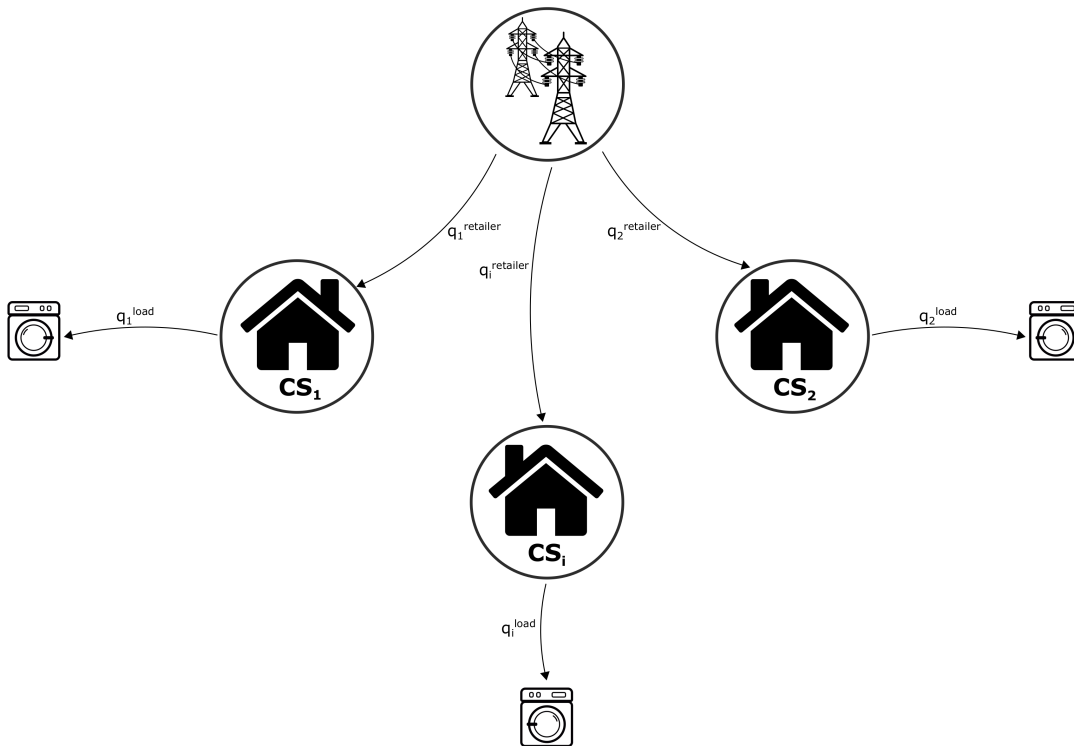 q₁ʳᵉᵗᵃⁱˡᵉʳ
q₂ʳᵉᵗᵃⁱˡᵉʳ
qᵢʳᵉᵗᵃⁱˡᵉʳ
q₁ˡᵒᵃᵈ
q₂ˡᵒᵃᵈ
CS₁
CS₂
CSᵢ
qᵢˡᵒᵃᵈ